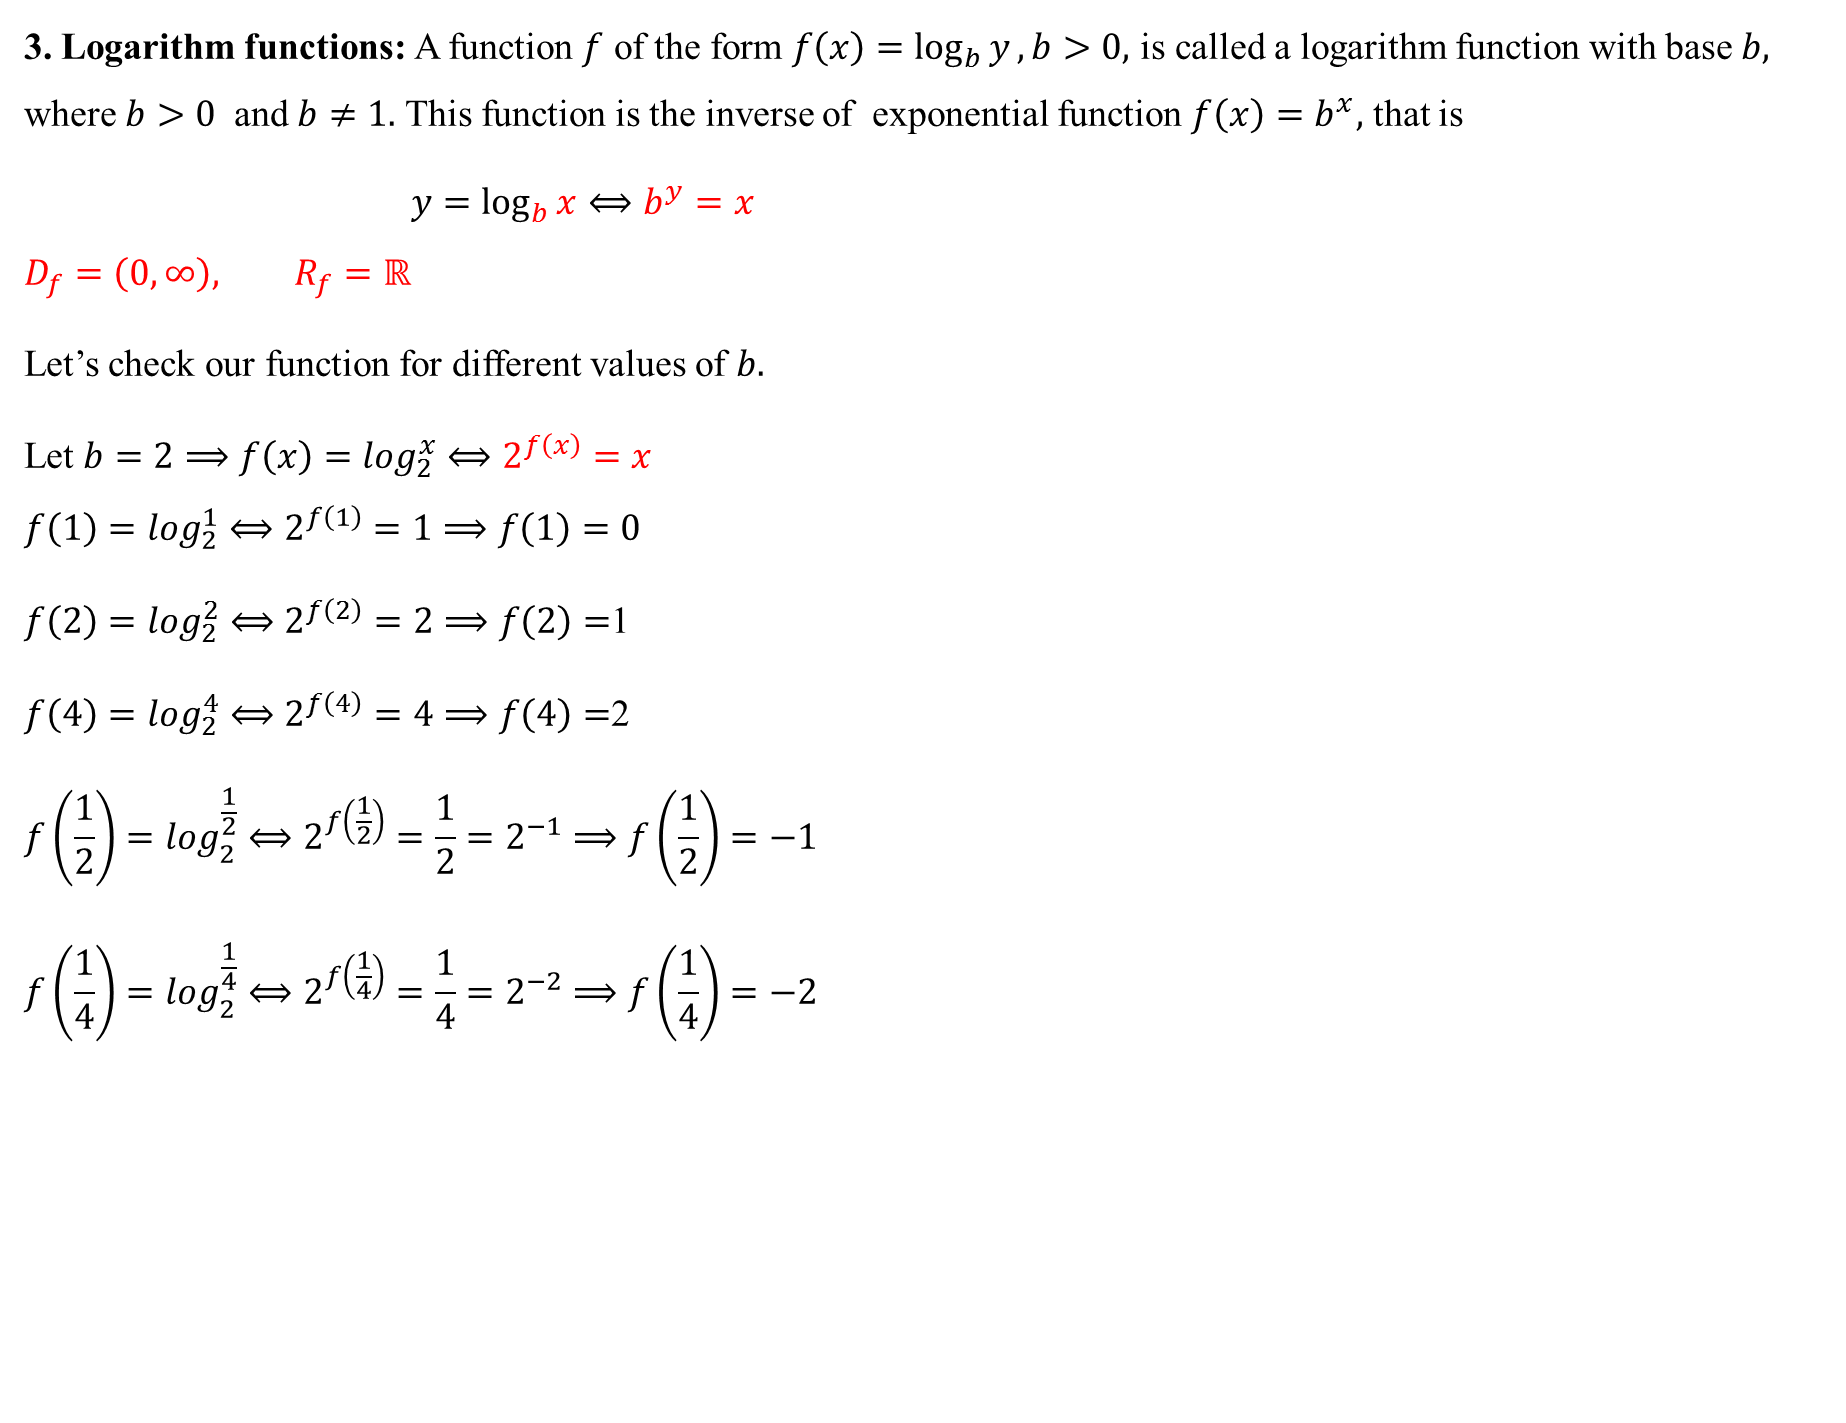 3. Logarithm functions: A function f of the form f(x) = log_b y , b > 0, is called a logarithm function with base b,
where b > 0 and b ≠ 1. This function is the inverse of exponential function f(x) = b^x, that is
y = log_b x ⟺ b^y = x
D_f = (0, ∞), R_f = ℝ
Let’s check our function for different values of b.
Let b = 2 ⟹ f(x) = log_2^x ⟺ 2^{f(x)} = x
f(1) = log_2^1 ⟺ 2^{f(1)} = 1 ⟹ f(1) = 0
f(2) = log_2^2 ⟺ 2^{f(2)} = 2 ⟹ f(2) =1
f(4) = log_2^4 ⟺ 2^{f(4)} = 4 ⟹ f(4) =2
f(1/2) = log_2^{1/2} ⟺ 2^{f(1/2)} = 1/2 = 2^{−1} ⟹ f(1/2) = −1
f(1/4) = log_2^{1/4} ⟺ 2^{f(1/4)} = 1/4 = 2^{−2} ⟹ f(1/4) = −2